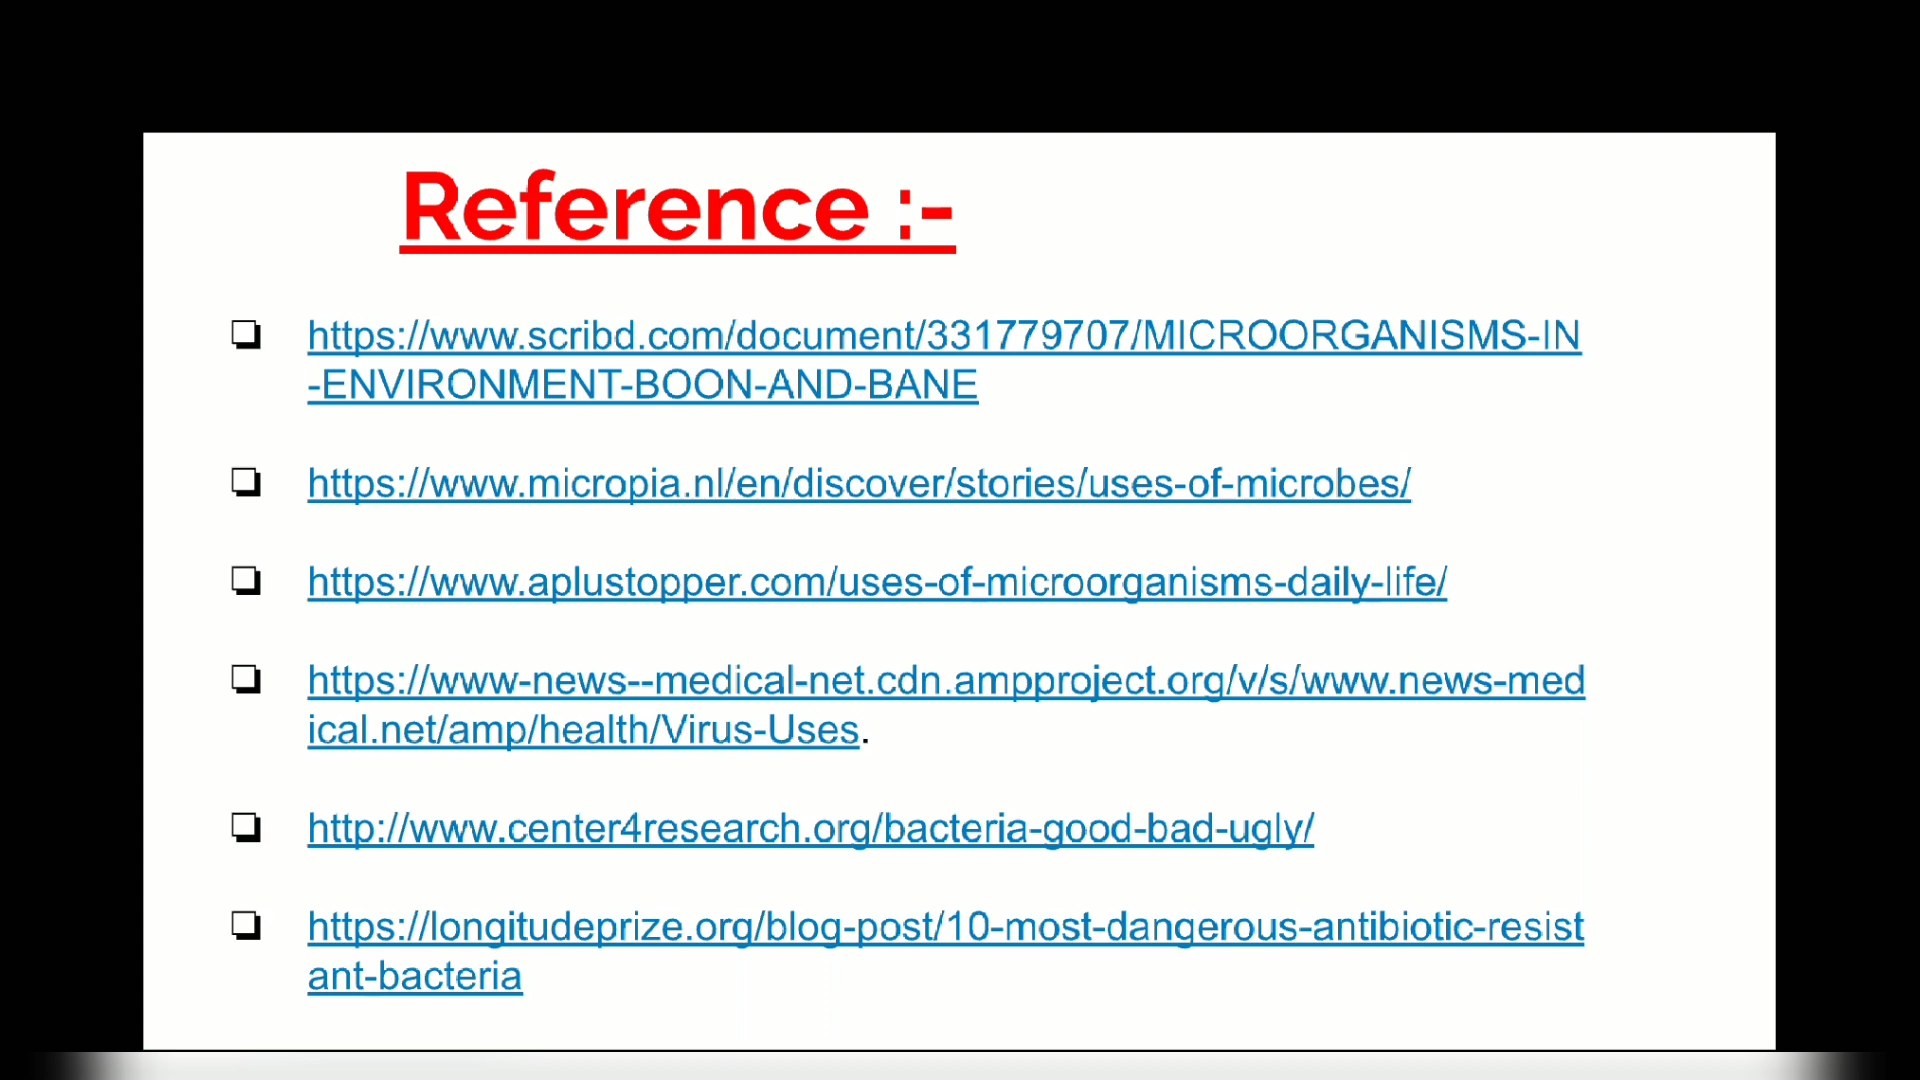 Reference :-
https://www.scribd.com/document/331779707/MICROORGANISMS-IN
-ENVIRONMENT-BOON-AND-BANE
https://www.micropia.nl/en/discover/stories/uses-of-microbes/
https://www.aplustopper.com/uses-of-microorganisms-daily-life/
https://www-news--medical-net.cdn.ampproject.org/v/s/www.news-med
ical.net/amp/health/Virus-Uses.
http://www.center4research.org/bacteria-good-bad-ugly/
https://longitudeprize.org/blog-post/10-most-dangerous-antibiotic-resist
ant-bacteria